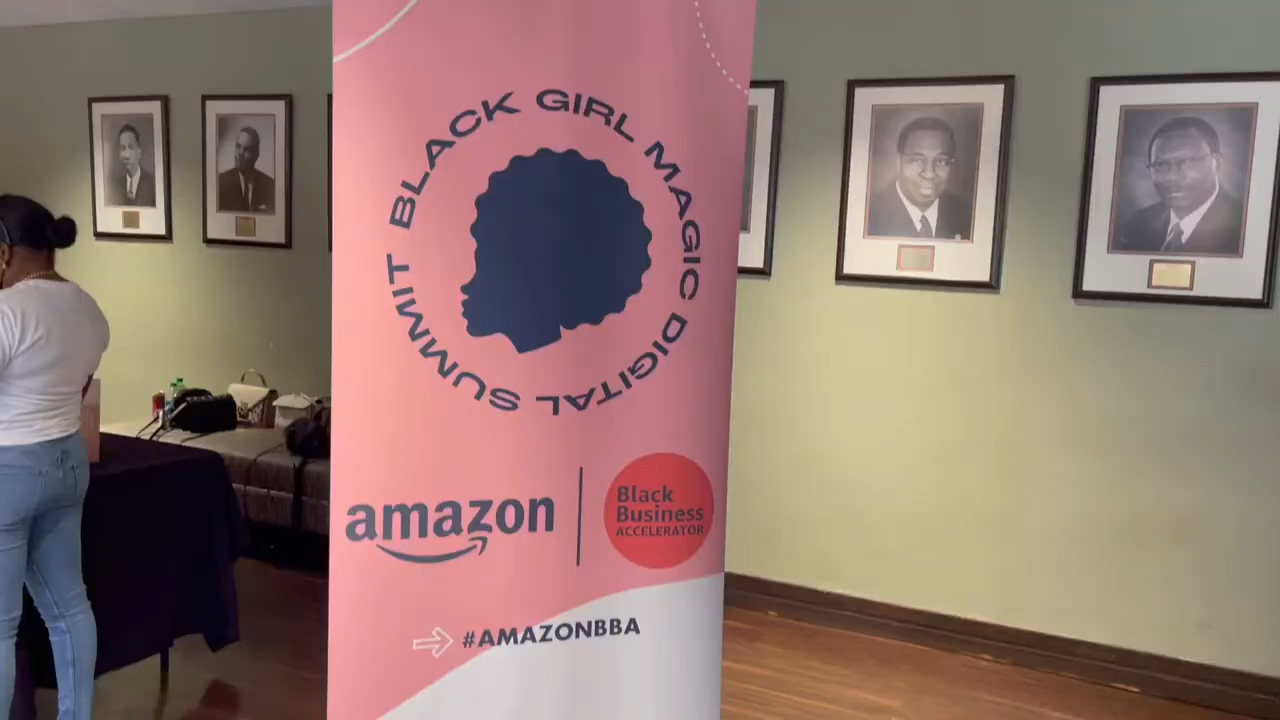 BLACK GIRL MAGIC DIGITAL SUMMIT
amazon
Black
Business
ACCELERATOR
#AMAZONBBA